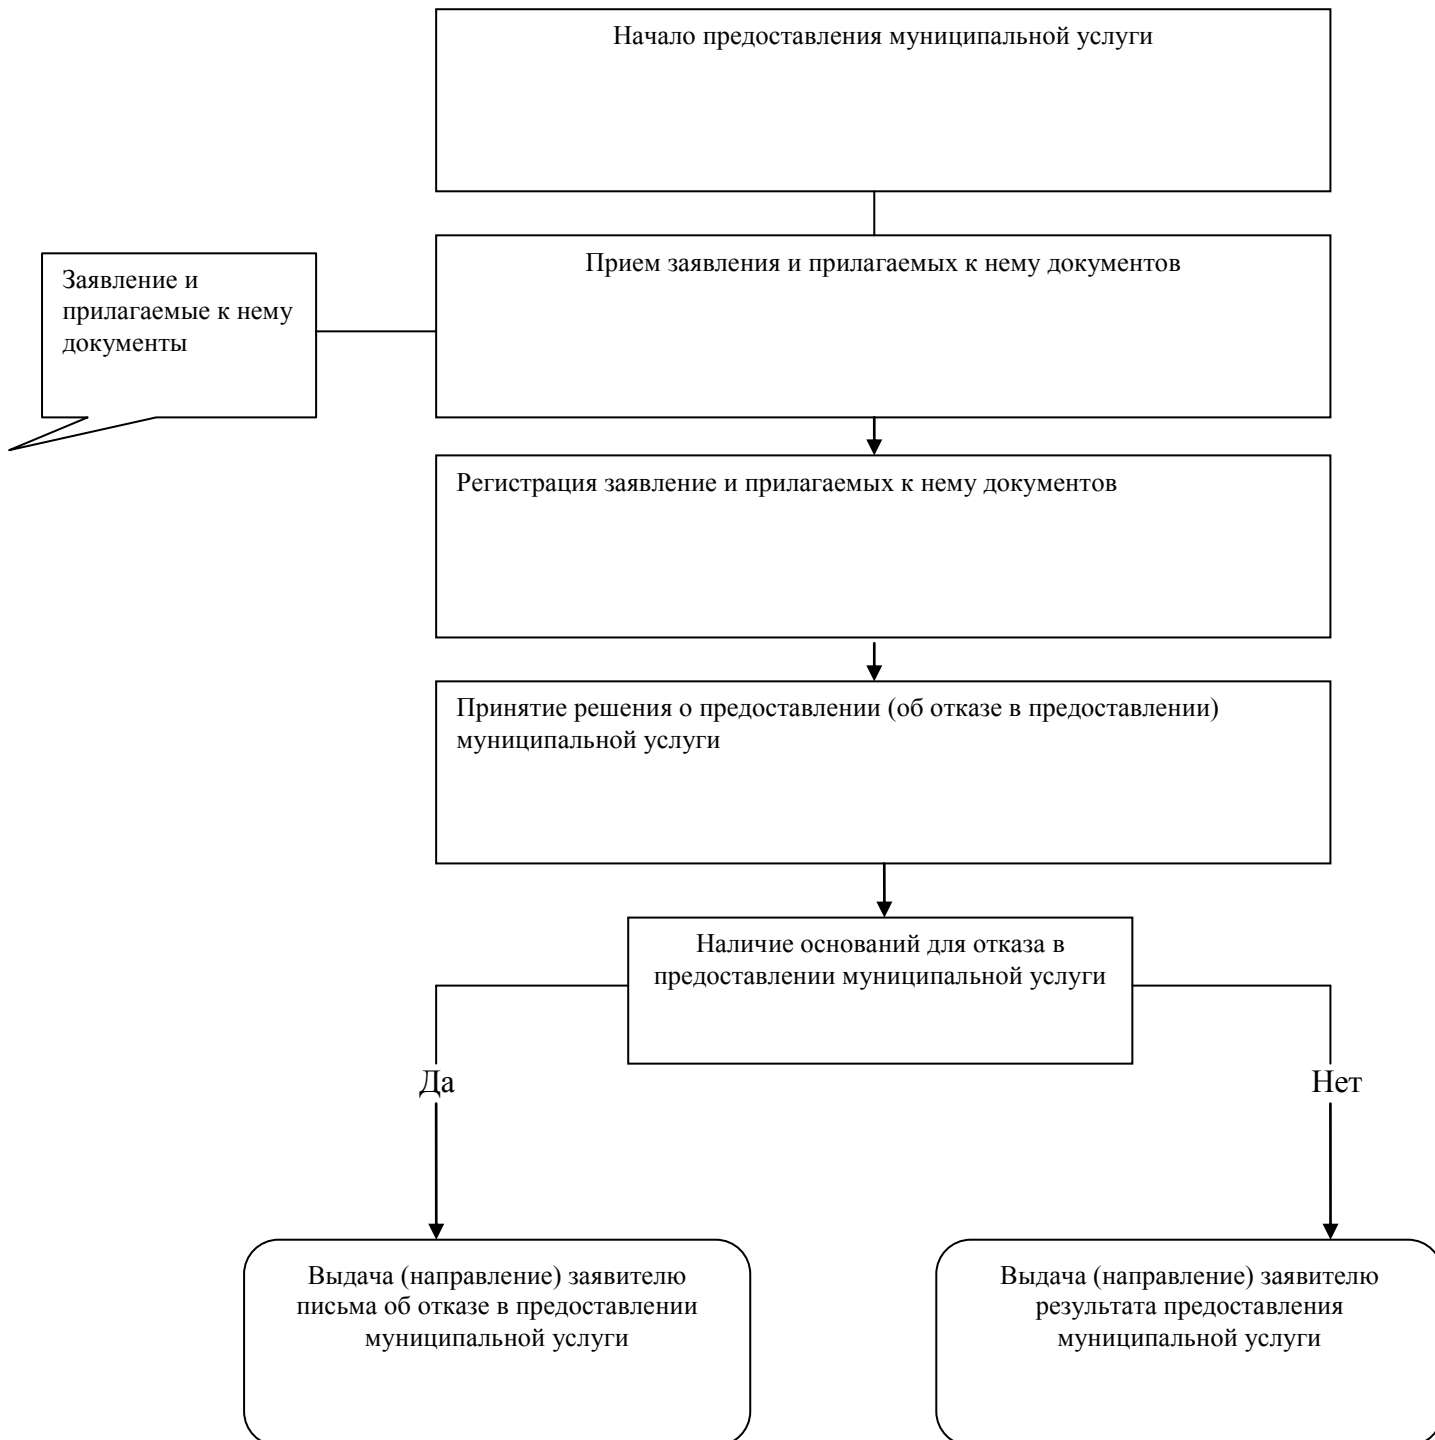 Начало предоставления муниципальной услуги
Прием заявления и прилагаемых к нему документов
Заявление и
прилагаемые к нему
документы
Регистрация заявление и прилагаемых к нему документов
Принятие решения о предоставлении (об отказе в предоставлении)
муниципальной услуги
Наличие оснований для отказа в
предоставлении муниципальной услуги
Да
Нет
Выдача (направление) заявителю
письма об отказе в предоставлении
муниципальной услуги
Выдача (направление) заявителю
результата предоставления
муниципальной услуги